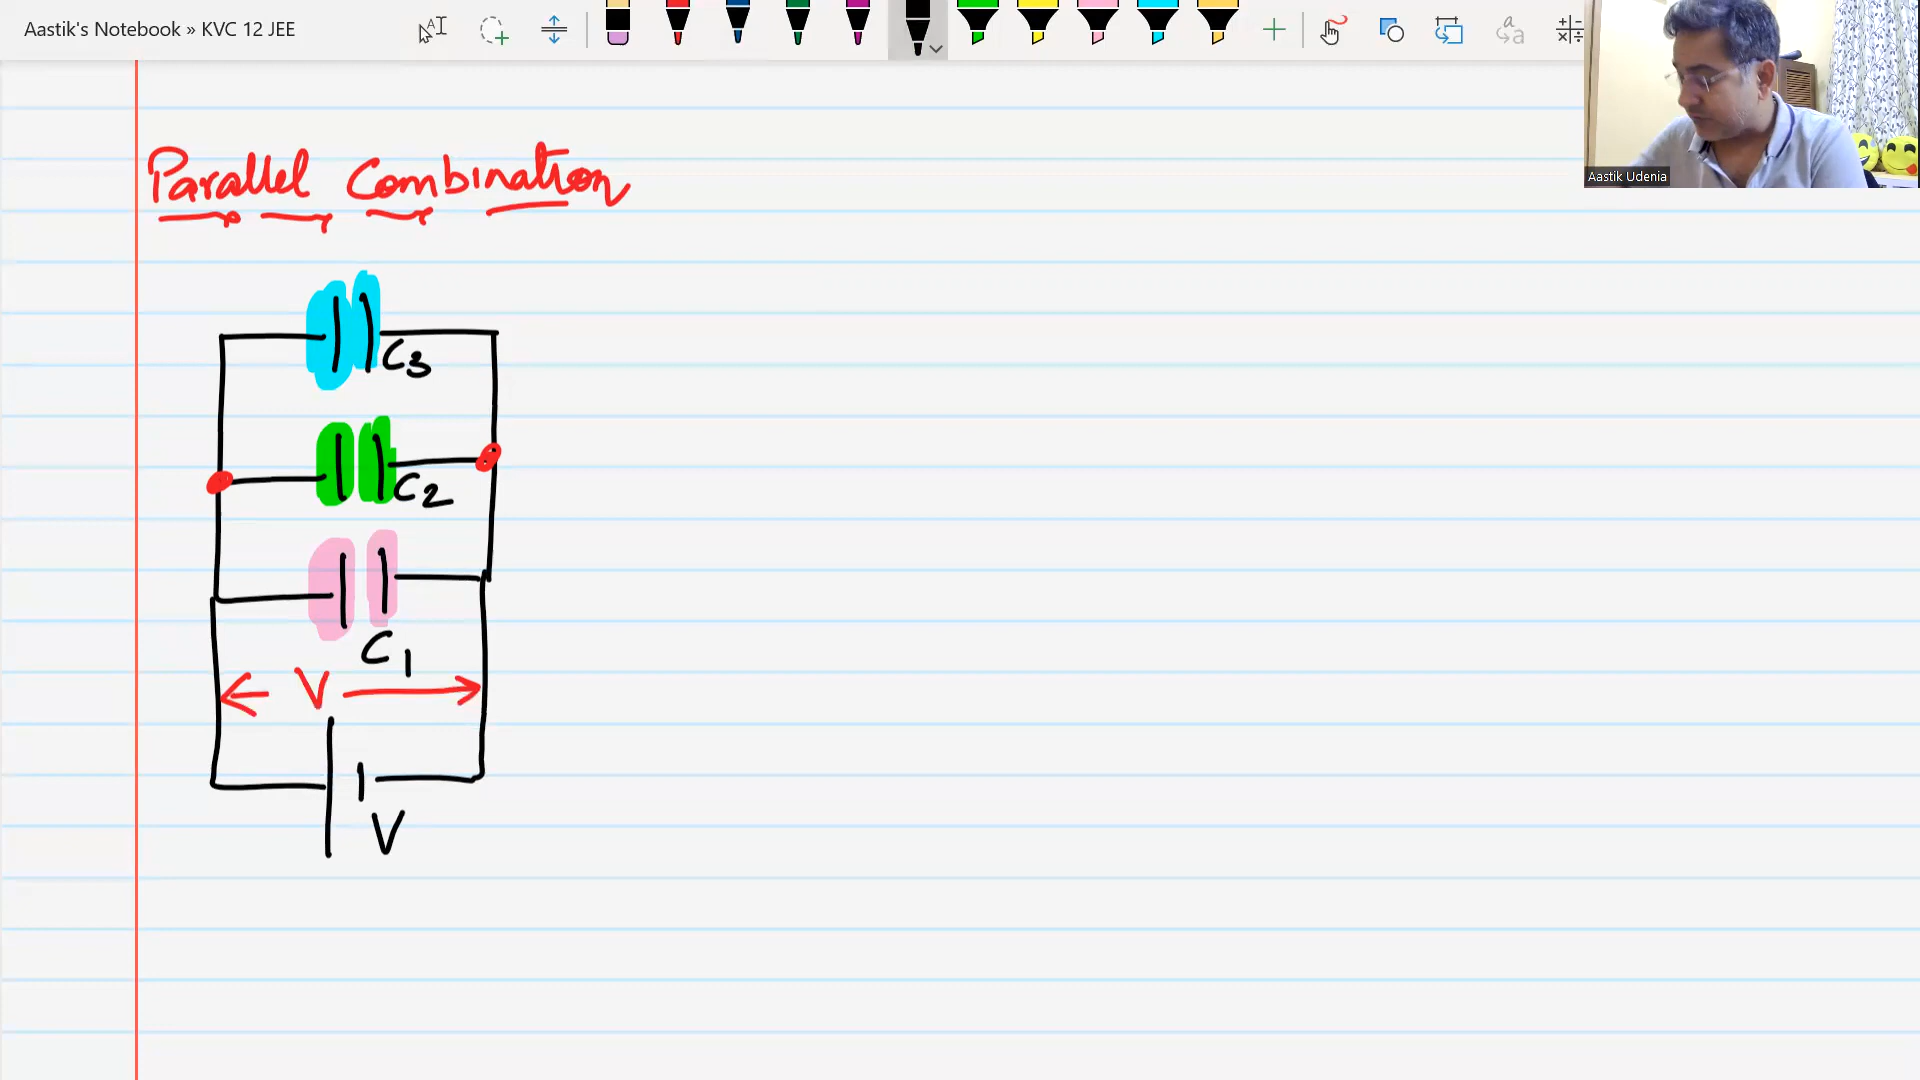 Aastik's Notebook » KVC 12 JEE
Aastik Udenia
Parallel Combination
C3
C2
C1
V
V